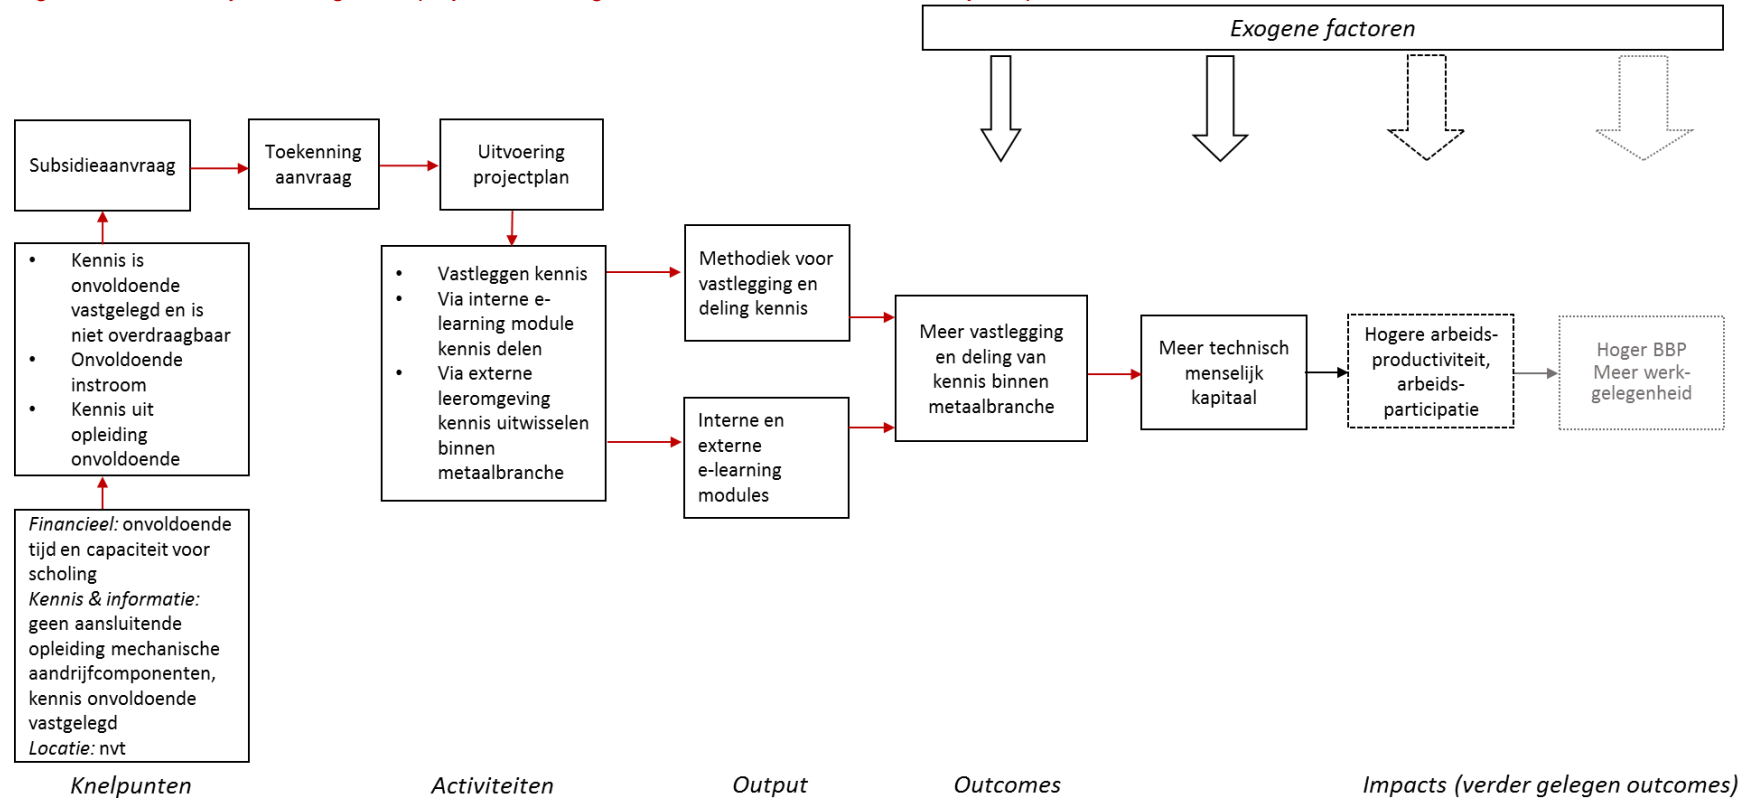 Exogene factoren
Subsidieaanvraag
Toekenning
aanvraag
Uitvoering
projectplan
• Kennis is
onvoldoende
vastgelegd en is
niet overdraagbaar
• Onvoldoende
instroom
• Kennis uit
opleiding
onvoldoende
Financieel: onvoldoende
tijd en capaciteit voor
scholing
Kennis & informatie:
geen aansluitende
opleiding mechanische
aandrijfcomponenten,
kennis onvoldoende
vastgelegd
Locatie: nvt
• Vastleggen kennis
• Via interne e-
learning module
kennis delen
• Via externe
leeromgeving
kennis uitwisselen
binnen
metaalbranche
Methodiek voor
vastlegging en
deling kennis
Interne en
externe
e-learning
modules
Meer vastlegging
en deling van
kennis binnen
metaalbranche
Meer technisch
menselijk
kapitaal
Hogere arbeids-
productiviteit,
arbeids-
participatie
Hoger BBP
Meer werk-
gelegenheid
Knelpunten
Activiteiten
Output
Outcomes
Impacts (verder gelegen outcomes)